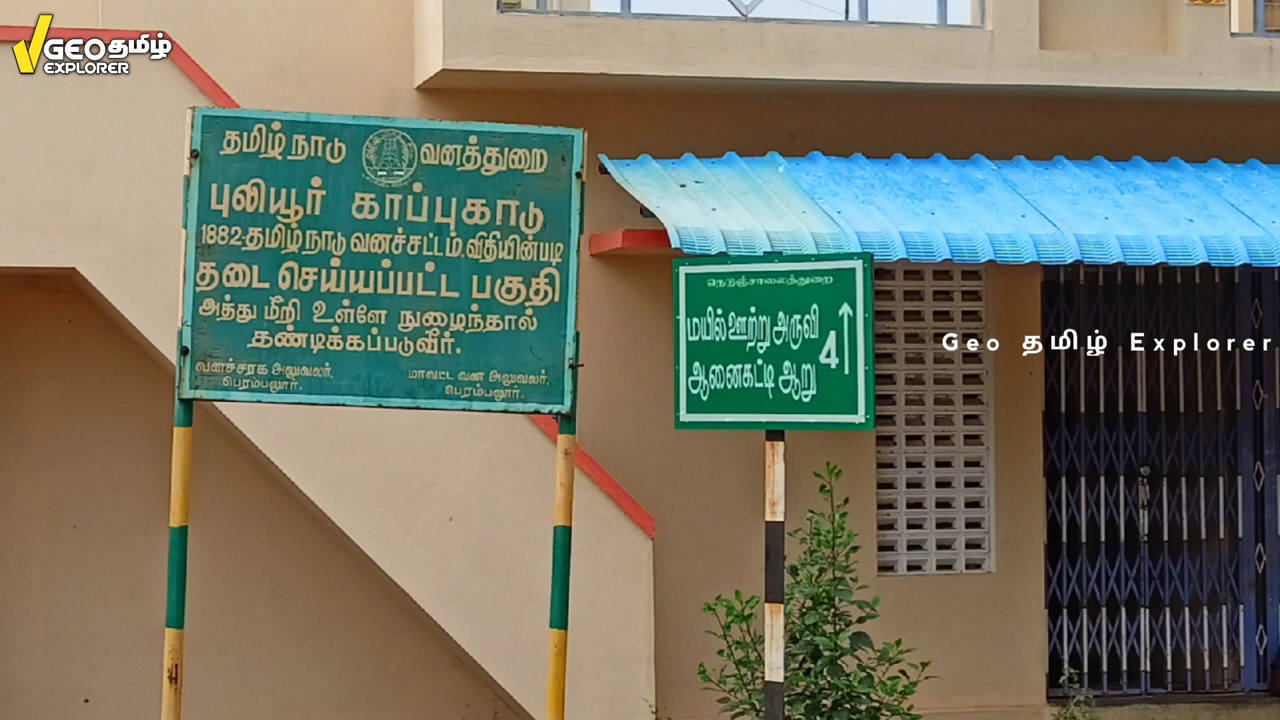 GEO தமிழ்
EXPLORER
தமிழ் நாடு வனத்துறை
புலியூர் காப்புகாடு
1882-தமிழ் நாடு வனச்சட்டம் விதியின்படி
தடை செய்யப்பட்ட பகுதி
அத்து மீறி உள்ளே நுழைந்தால்
தண்டிக்கப்படுவீர்.
வனச்சரக அலுவலர்,
பெரம்பலூர்.
மாவட்ட வன அலுவலர்,
பெரம்பலூர்.
நெடுஞ்சாலைத்துறை
மயில் ஊற்று அருவி
ஆனைகட்டி ஆறு
4
Geo தமிழ் Explorer